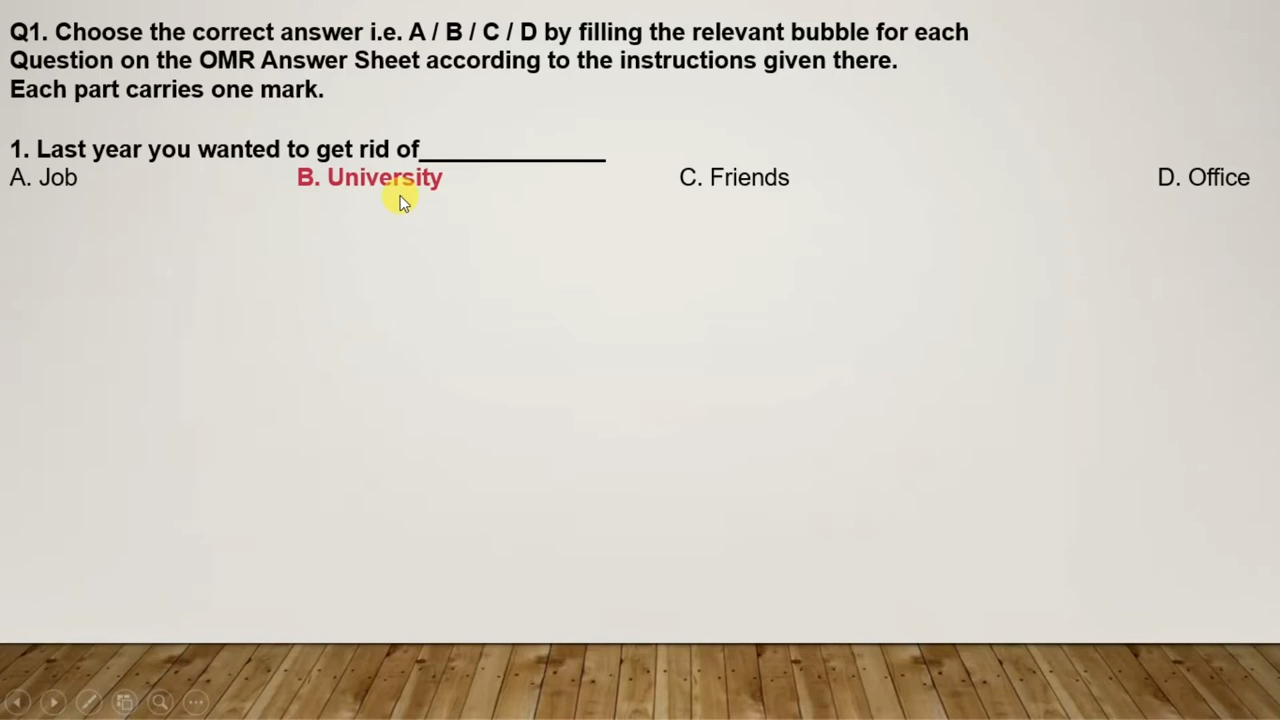 Q1. Choose the correct answer i.e. A / B / C / D by filling the relevant bubble for each
Question on the OMR Answer Sheet according to the instructions given there.
Each part carries one mark.
1. Last year you wanted to get rid of______________
A. Job B. University C. Friends D. Office